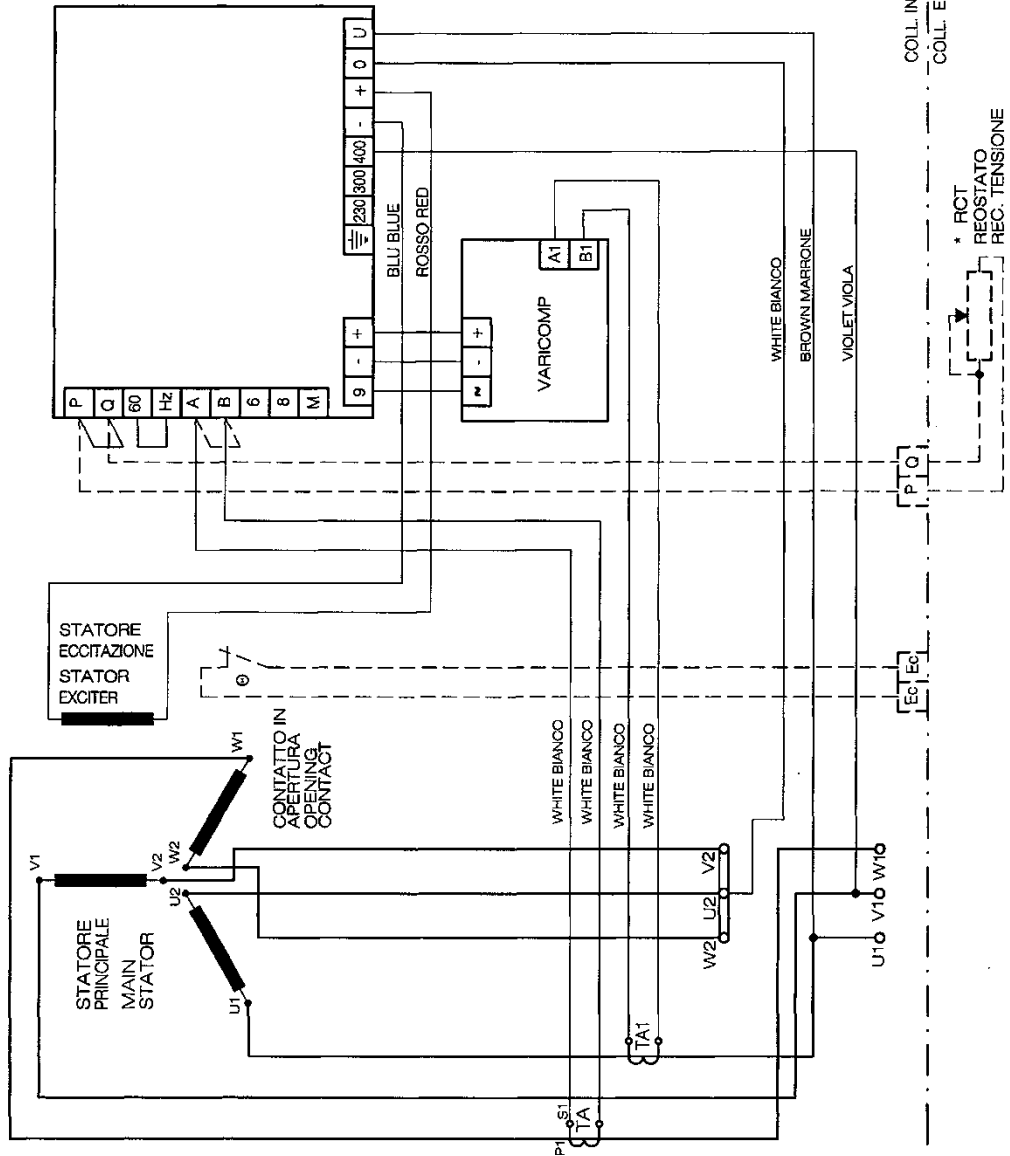 COLL. IN
COLL. E
U
0
+
-
400
300
230
BLU BLUE
ROSSO RED
+
-
9
P
Q
60
Hz
A
B
6
8
M
A1
B1
+
-
~
VARICOMP
WHITE BIANCO
BROWN MARRONE
VIOLET VIOLA
* RCT
REOSTATO
REC. TENSIONE
Q
P
STATORE
ECCITAZIONE
STATOR
EXCITER
Ec
Ec
CONTATTO IN
APERTURA
OPENING
CONTACT
WHITE BIANCO
WHITE BIANCO
WHITE BIANCO
WHITE BIANCO
W1
W2
V1
V2
U2
U1
STATORE
PRINCIPALE
MAIN
STATOR
V2
U2
W2
W1
V1
U1
TA1
S1
TA
P1